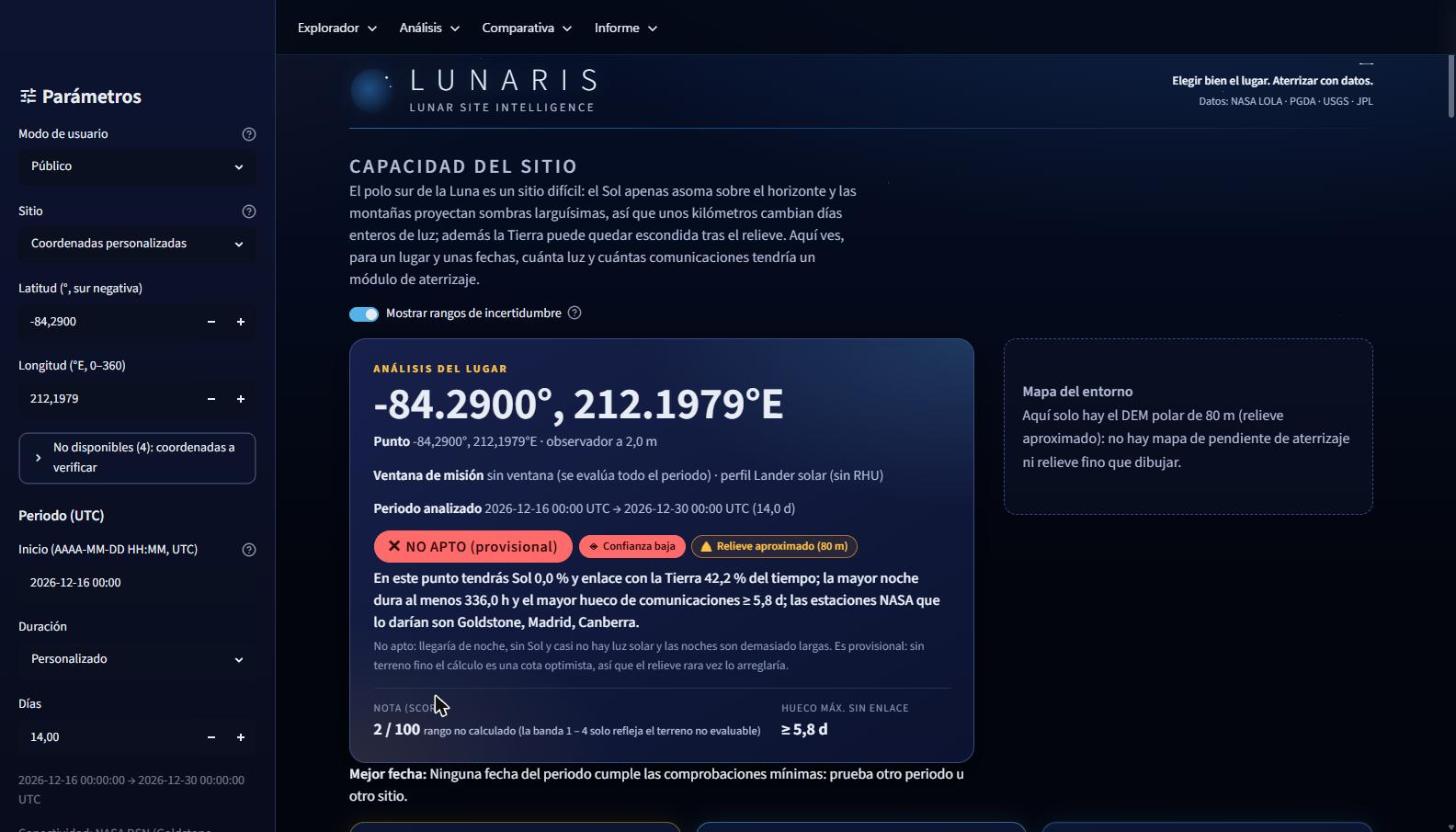 Explorador
Análisis
Comparativa
Informe
Parámetros
Modo de usuario
Público
Sitio
Coordenadas personalizadas
Latitud (°, sur negativa)
-84,2900
Longitud (°E, 0–360)
212,1979
No disponibles (4): coordenadas a
verificar
Periodo (UTC)
Inicio (AAAA-MM-DD HH:MM, UTC)
2026-12-16 00:00
Duración
Personalizado
Días
14,00
2026-12-16 00:00:00 → 2026-12-30 00:00:00
UTC
LUNARIS
LUNAR SITE INTELLIGENCE
Elegir bien el lugar. Aterrizar con datos.
Datos: NASA LOLA · PGDA · USGS · JPL
CAPACIDAD DEL SITIO
El polo sur de la Luna es un sitio difícil: el Sol apenas asoma sobre el horizonte y las
montañas proyectan sombras larguísimas, así que unos kilómetros cambian días
enteros de luz; además la Tierra puede quedar escondida tras el relieve. Aquí ves,
para un lugar y unas fechas, cuánta luz y cuántas comunicaciones tendría un
módulo de aterrizaje.
Mostrar rangos de incertidumbre
ANÁLISIS DEL LUGAR
-84.2900°, 212.1979°E
Punto -84,2900°, 212,1979°E · observador a 2,0 m
Ventana de misión sin ventana (se evalúa todo el periodo) · perfil Lander solar (sin RHU)
Periodo analizado 2026-12-16 00:00 UTC → 2026-12-30 00:00 UTC (14,0 d)
✕ NO APTO (provisional)
Confianza baja
Relieve aproximado (80 m)
En este punto tendrás Sol 0,0 % y enlace con la Tierra 42,2 % del tiempo; la mayor noche
dura al menos 336,0 h y el mayor hueco de comunicaciones ≥ 5,8 d; las estaciones NASA que
lo darían son Goldstone, Madrid, Canberra.
No apto: llegaría de noche, sin Sol y casi no hay luz solar y las noches son demasiado largas. Es provisional: sin
terreno fino el cálculo es una cota optimista, así que el relieve rara vez lo arreglaría.
NOTA
2 / 100 rango no calculado (la banda 1 – 4 solo refleja el terreno no evaluable)
HUECO MÁX. SIN ENLACE
≥ 5,8 d
Mapa del entorno
Aquí solo hay el DEM polar de 80 m (relieve
aproximado): no hay mapa de pendiente de aterrizaje
ni relieve fino que dibujar.
Mejor fecha: Ninguna fecha del periodo cumple las comprobaciones mínimas: prueba otro periodo u
otro sitio.